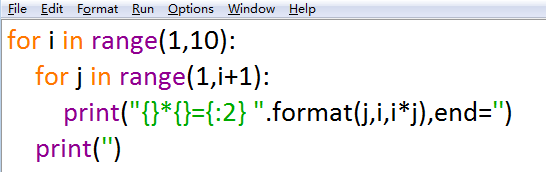 File Edit Format Run Options Windows Help
for i in range(1,10):
    for j in range(1,i+1):
        print("{}*{}={:2} ".format(j,i,i*j),end='')
    print('')